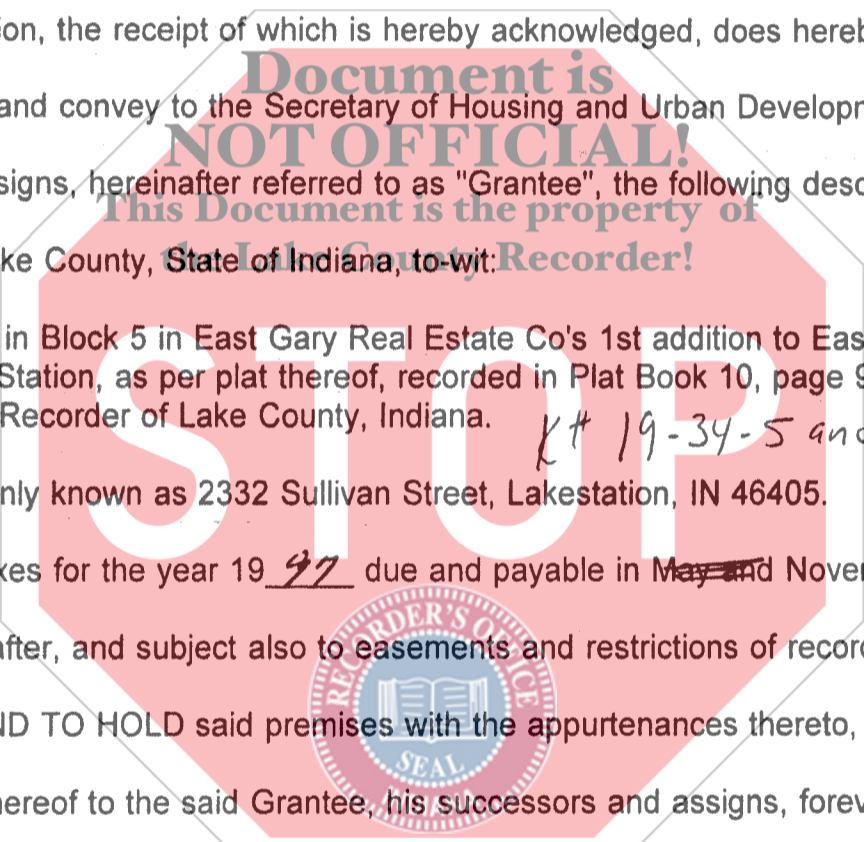 ion, the receipt of which is hereby acknowledged, does hereb
Document is
and convey to the Secretary of Housing and Urban Developm
NOT OFFICIAL!
signs, hereinafter referred to as "Grantee", the following desc
This Document is the property of
the Lake County Recorder!
ke County, State of Indiana, to-wit:
STOP
in Block 5 in East Gary Real Estate Co's 1st addition to Eas
Station, as per plat thereof, recorded in Plat Book 10, page 9
Recorder of Lake County, Indiana.
K# 19-34-5 and
nly known as 2332 Sullivan Street, Lakestation, IN 46405.
xes for the year 19 97 due and payable in May and Novem
RECORDER'S OFFICE
after, and subject also to easements and restrictions of record
ND TO HOLD said premises with the appurtenances thereto,
SEAL
hereof to the said Grantee, his successors and assigns, forev